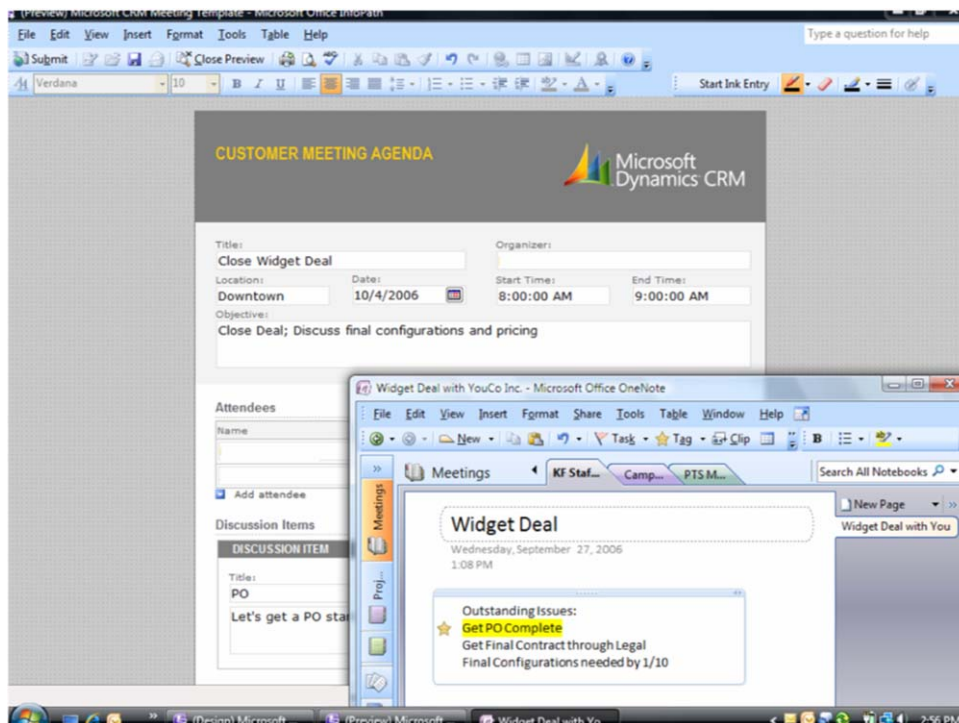 (Preview) Microsoft CRM Meeting Template - Microsoft Office InfoPath
File Edit View Insert Format Tools Table Help
Type a question for help
Submit Close Preview
Verdana 10 B I U Start Ink Entry
CUSTOMER MEETING AGENDA
Microsoft
Dynamics CRM
Title: Organizer:
Close Widget Deal
Location: Date: Start Time: End Time:
Downtown 10/4/2006 8:00:00 AM 9:00:00 AM
Objective:
Close Deal; Discuss final configurations and pricing
Attendees
Name
Add attendee
Discussion Items
DISCUSSION ITEM
Title:
PO
Let's get a PO star
Widget Deal with YouCo Inc. - Microsoft Office OneNote
File Edit View Insert Format Share Tools Table Window Help
New Task Tag Clip B
Meetings KF Staf... Camp... PTS M... Search All Notebooks
Meetings
Proj...
New Page
Widget Deal with You
Widget Deal
Wednesday, September 27, 2006
1:08 PM
Outstanding Issues:
Get PO Complete
Get Final Contract through Legal
Final Configurations needed by 1/10
(Design) Microsoft ... (Preview) Microsoft ... Widget Deal with Yo... 2:56 PM